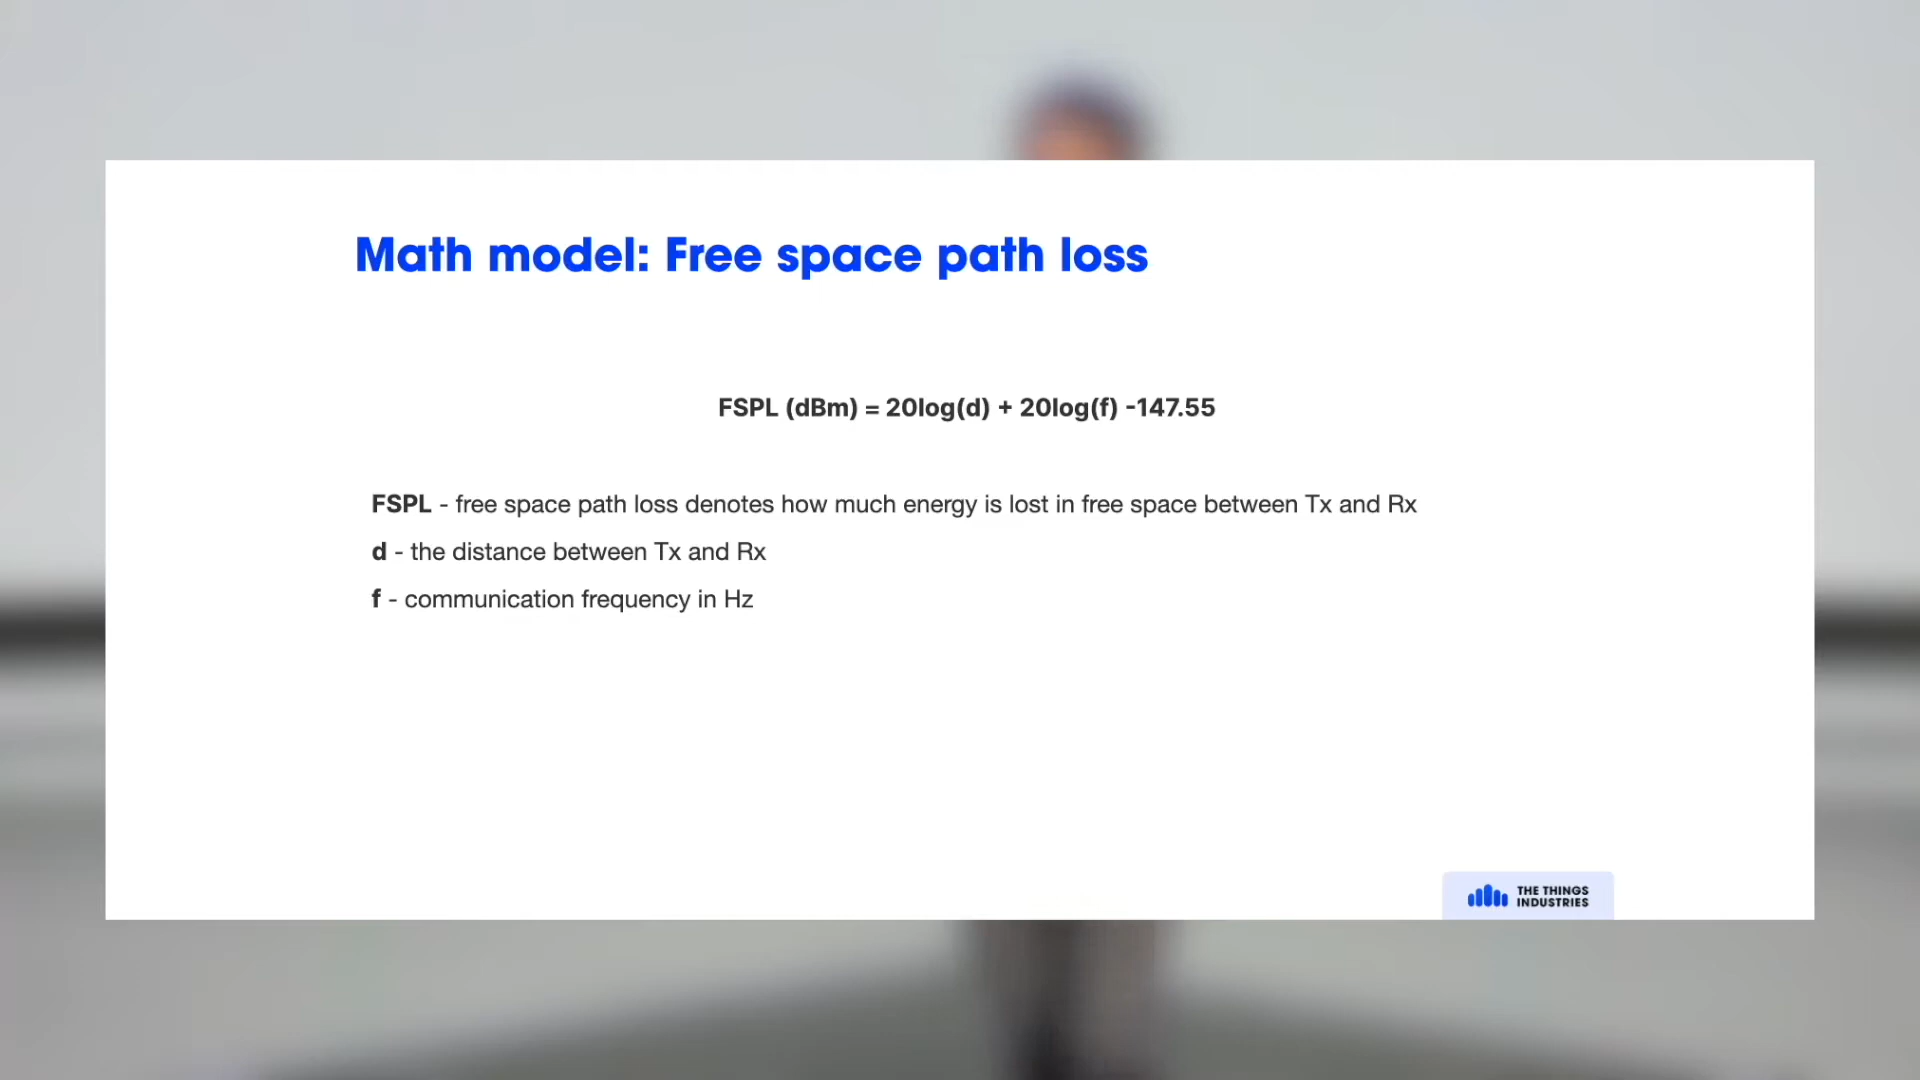 Math model: Free space path loss
FSPL (dBm) = 20log(d) + 20log(f) -147.55
FSPL - free space path loss denotes how much energy is lost in free space between Tx and Rx
d - the distance between Tx and Rx
f - communication frequency in Hz
THE THINGS
INDUSTRIES